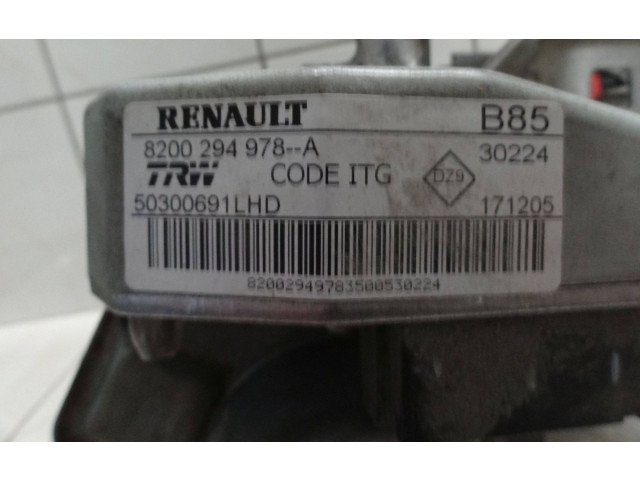 RENAULT B85
8200 294 978--A 30224
TRW CODE ITG DZ9
50300691LHD 171205
82002949783500530224